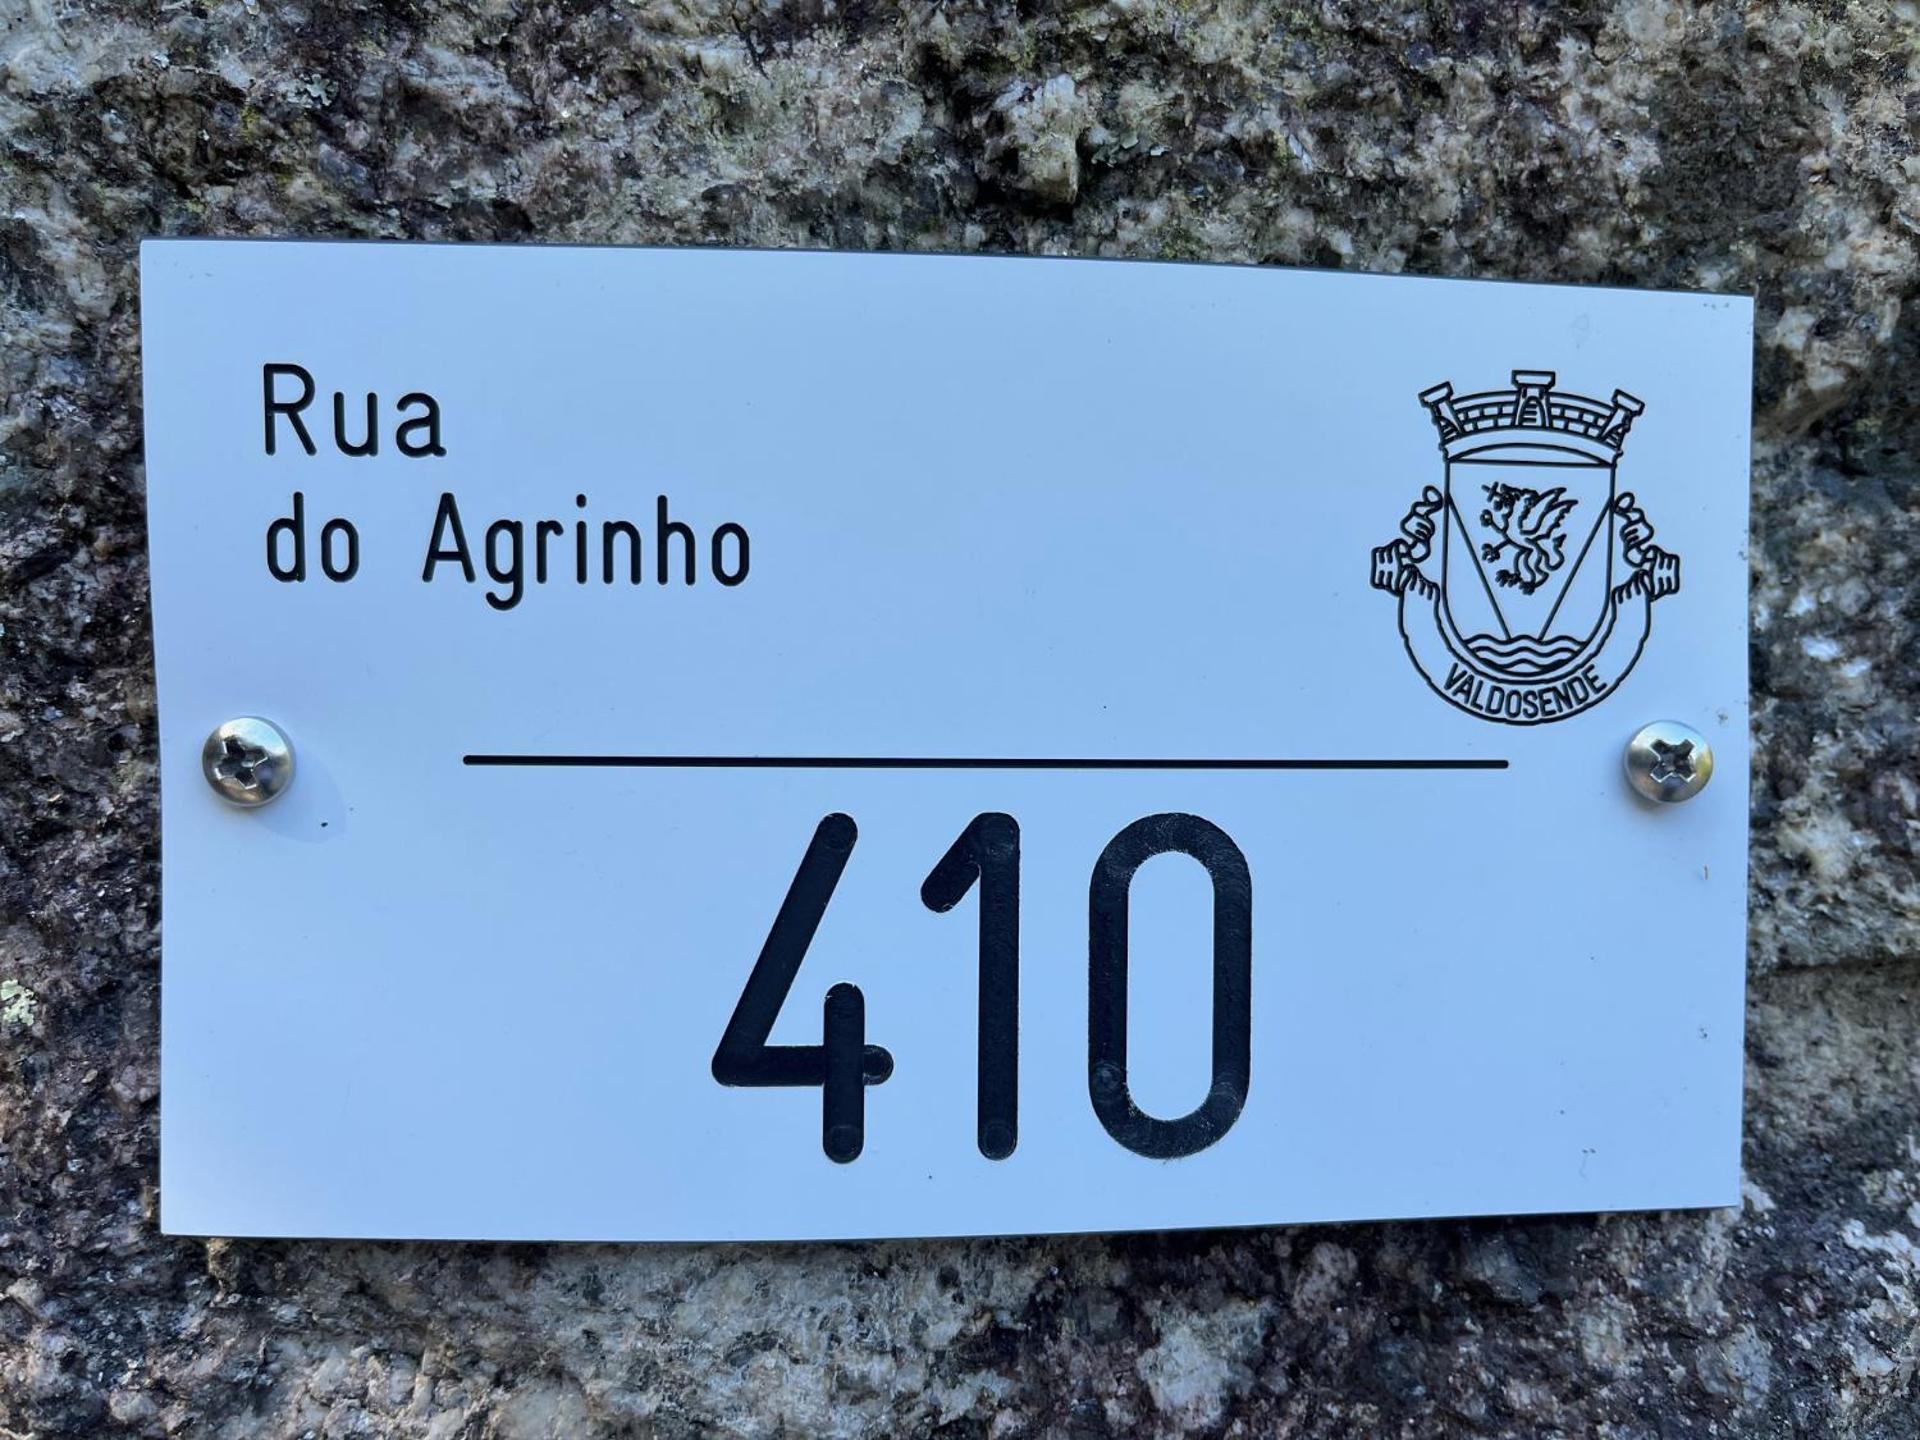 Rua
do Agrinho
VALDOSENDE
410